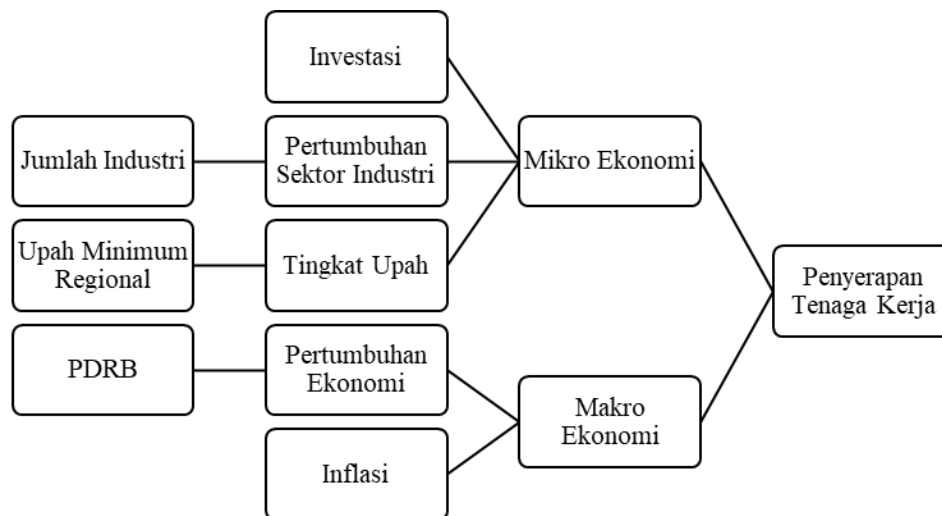 Investasi
Jumlah Industri
Pertumbuhan
Sektor Industri
Mikro Ekonomi
Upah Minimum
Regional
Tingkat Upah
Penyerapan
Tenaga Kerja
PDRB
Pertumbuhan
Ekonomi
Makro
Ekonomi
Inflasi